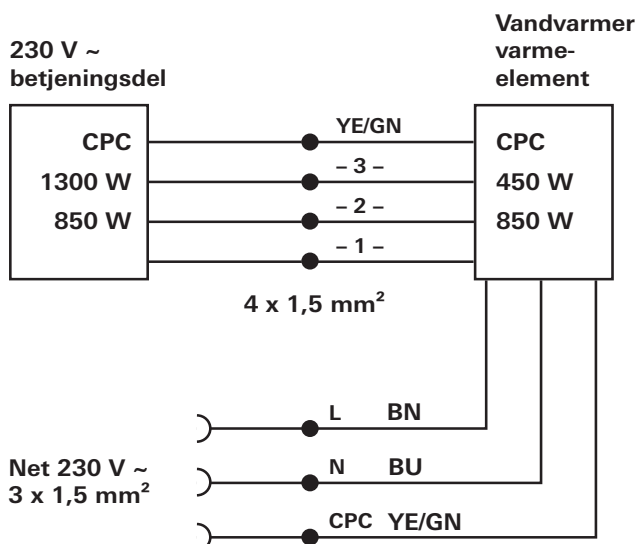 230 V ~
betjeningsdel
Vandvarmer
varme-
element
CPC
1300 W
850 W
YE/GN
– 3 –
– 2 –
– 1 –
CPC
450 W
850 W
4 x 1,5 mm²
L BN
Net 230 V ~
3 x 1,5 mm²
N BU
CPC YE/GN